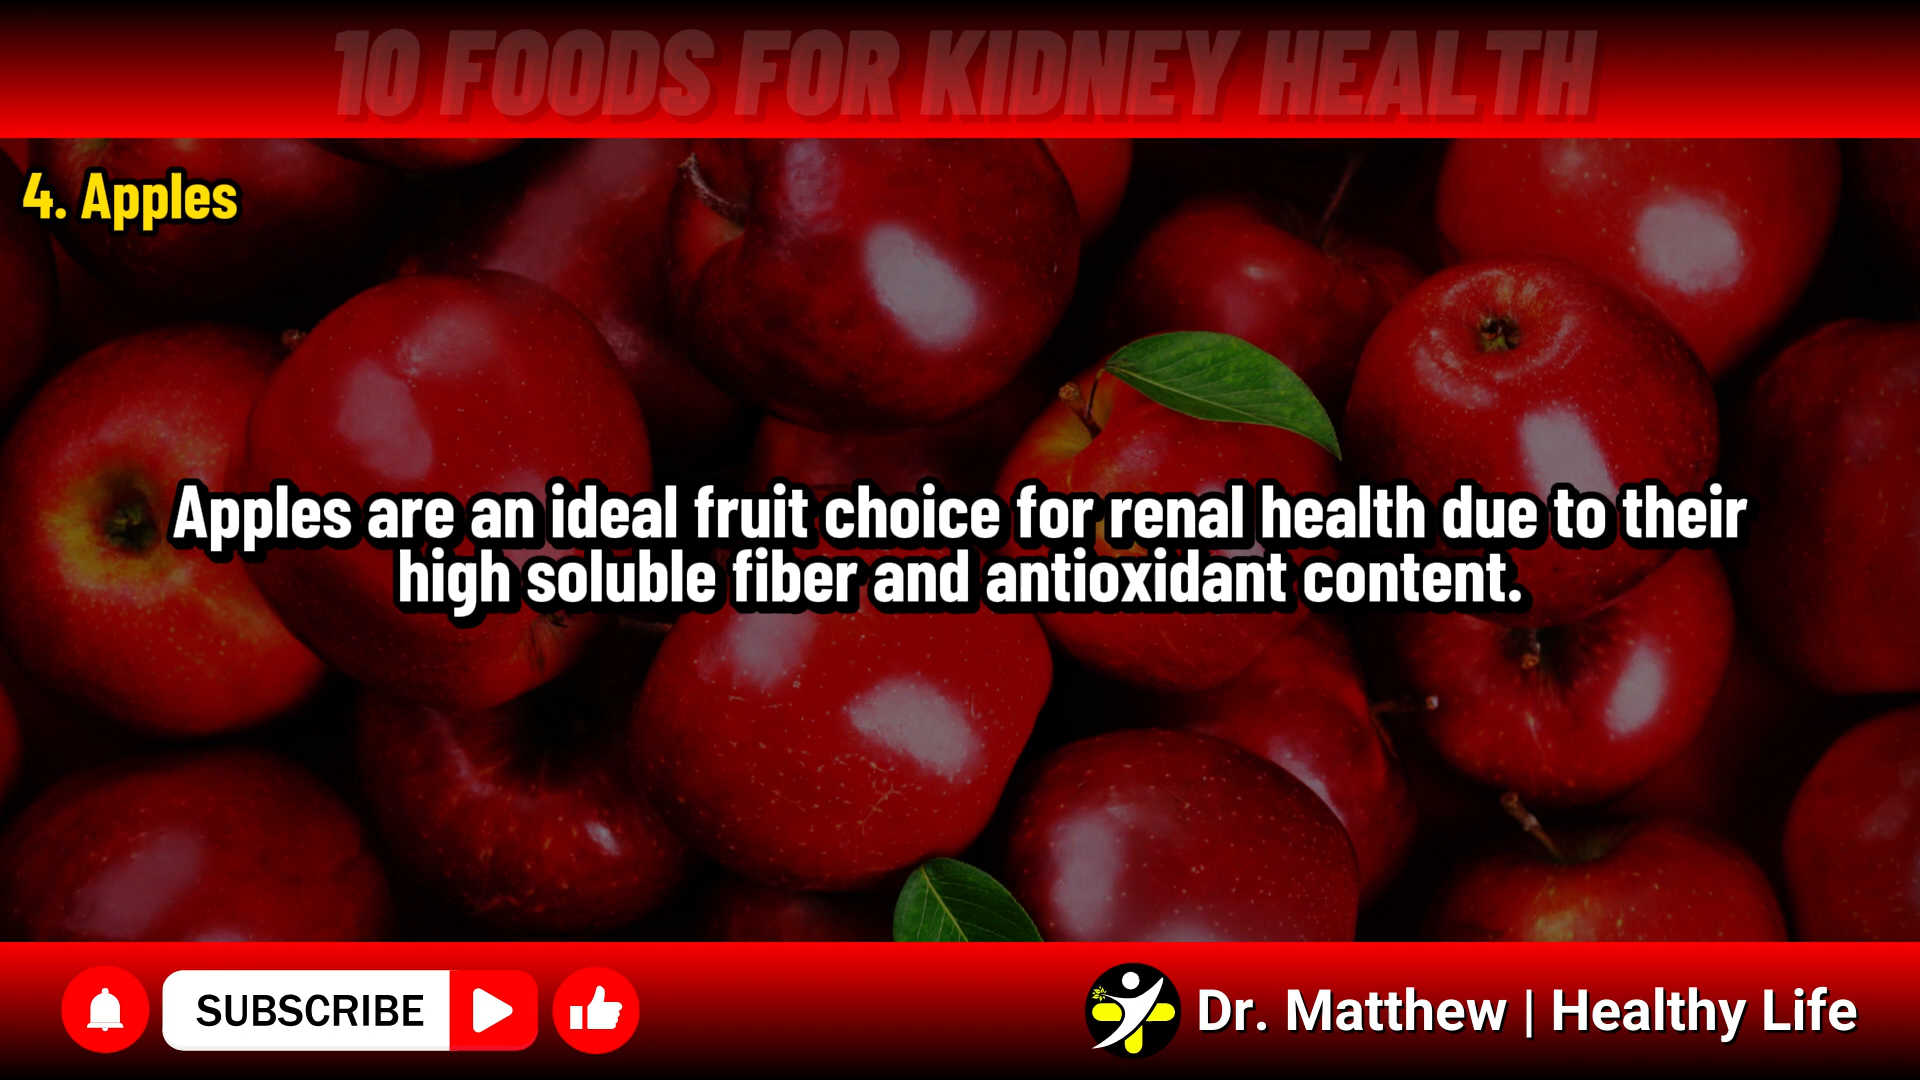 10 FOODS FOR KIDNEY HEALTH
4. Apples
Apples are an ideal fruit choice for renal health due to their
high soluble fiber and antioxidant content.
SUBSCRIBE
Dr. Matthew | Healthy Life